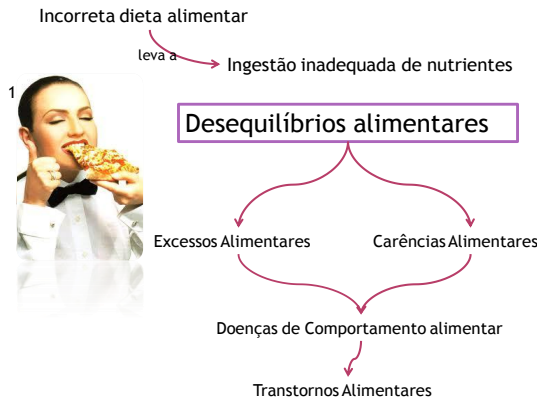 Incorreta dieta alimentar
leva a
Ingestão inadequada de nutrientes
1
Desequilíbrios alimentares
Excessos Alimentares
Carências Alimentares
Doenças de Comportamento alimentar
Transtornos Alimentares